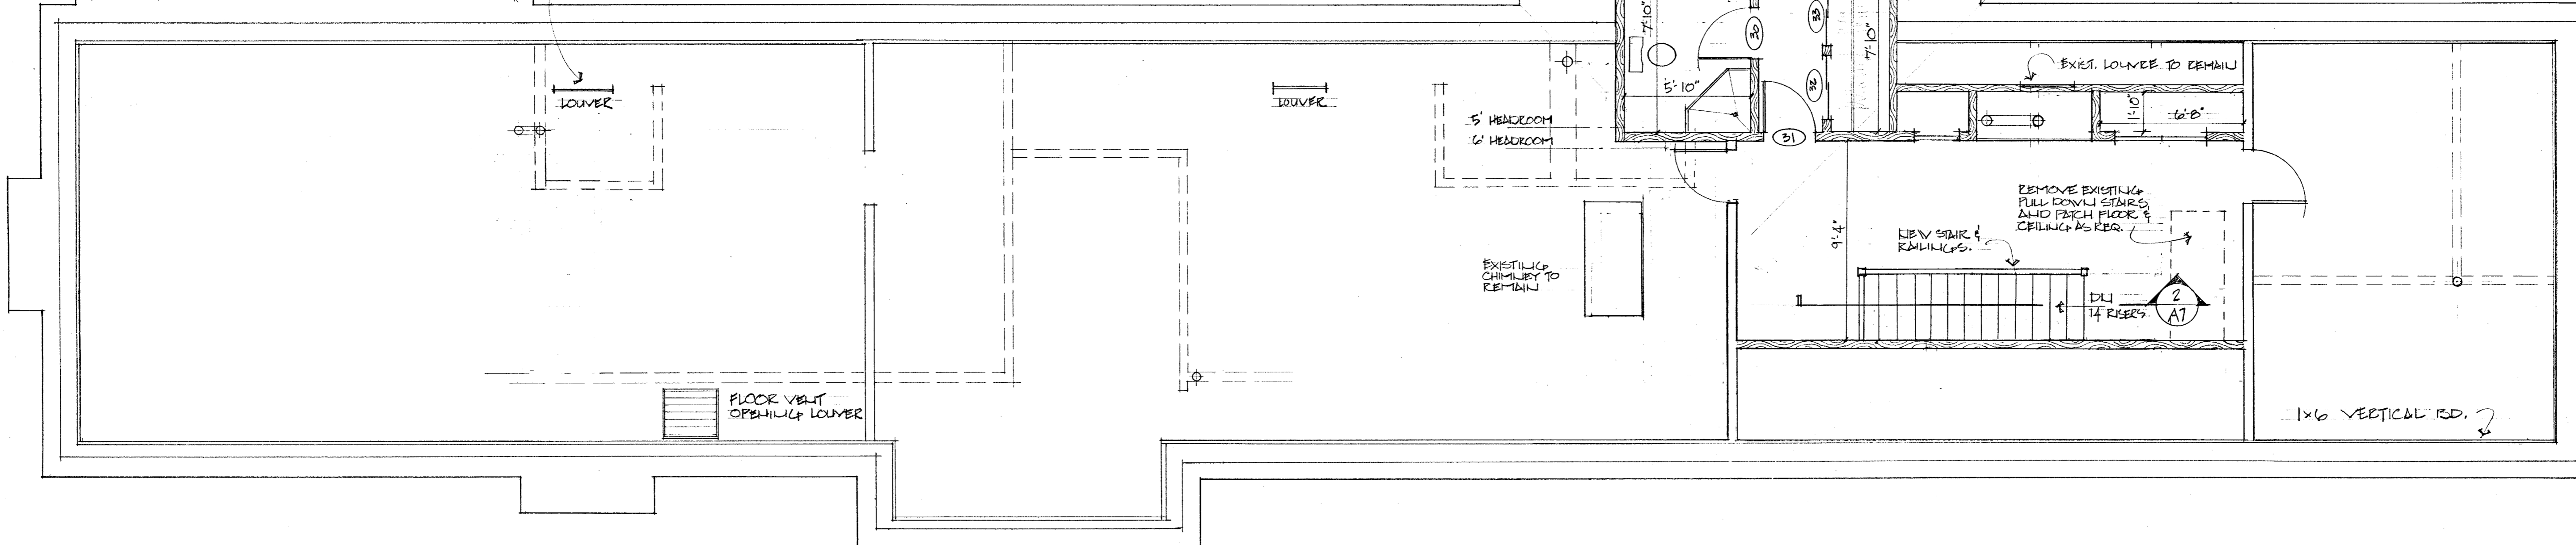 7'-10"
30
33
7'-10"
32
EXIST. LOUVRE TO REMAIN
LOUVER
LOUVER
5'-10"
1'-10"
6'-8"
5' HEADROOM
6' HEADROOM
31
REMOVE EXISTING
PULL DOWN STAIRS
AND PATCH FLOOR &
CEILING AS REQ.
9'-4"
NEW STAIR &
RAILINGS.
EXISTING
CHIMNEY TO
REMAIN
DN
14 RISERS
2
A7
FLOOR VENT
OPENING LOUVER
1x6 VERTICAL BD.